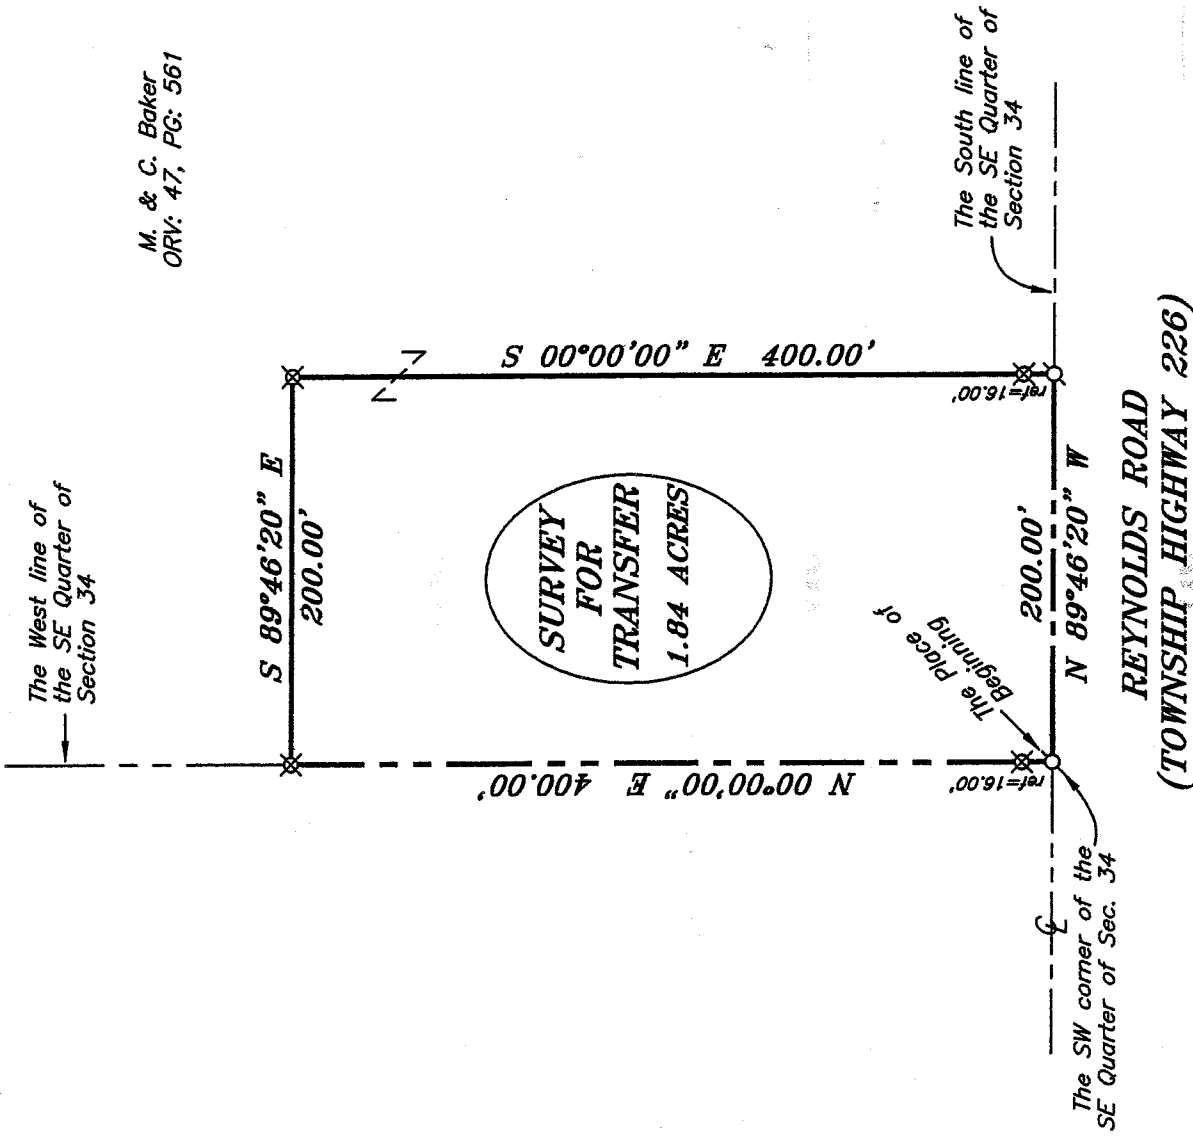 The West line of
the SE Quarter of
Section 34
M. & C. Baker
ORV: 47, PG: 561
S 89°46'20" E
200.00'
S 00°00'00" E 400.00'
N 00°00'00" E 400.00'
SURVEY
FOR
TRANSFER
1.84 ACRES
The South line of
the SE Quarter of
Section 34
ref=16.00'
ref=16.00'
The Place of
Beginning
200.00'
N 89°46'20" W
The SW corner of the
SE Quarter of Sec. 34
REYNOLDS ROAD
(TOWNSHIP HIGHWAY 226)